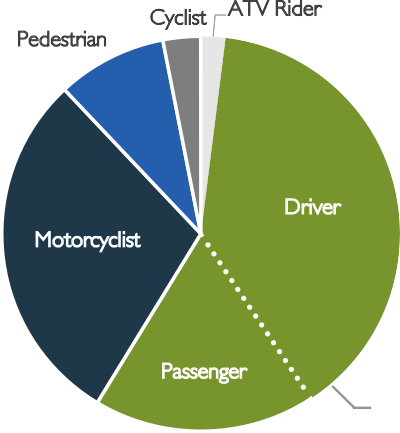 ATV Rider
Cyclist
Pedestrian
Driver
Motorcyclist
Passenger